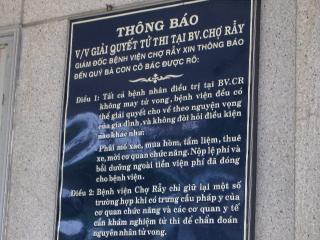 THÔNG BÁO
V/V GIẢI QUYẾT TỬ THI TẠI BV.CHỢ RẪY
GIÁM ĐỐC BỆNH VIỆN CHỢ RẪY XIN THÔNG BÁO
ĐẾN QUÝ BÀ CON CÔ BÁC ĐƯỢC RÕ:
Điều 1: Tất cả bệnh nhân điều trị tại BV.CR
không may tử vong, bệnh viện đều có
thể giải quyết cho về theo nguyện vọng
của gia đình, và không đòi hỏi điều kiện
nào khác như:
Phải mổ xác, mua hòm, tẩm liệm, thuê
xe, mời cơ quan chức năng. Nộp lệ phí và
bồi dưỡng ngoài tiền viện phí đã đóng
cho bệnh viện.
Điều 2: Bệnh viện Chợ Rẫy chỉ giữ lại một số
trường hợp khi có trưng cầu pháp y của
cơ quan chức năng và các cơ quan y tế
cần khám nghiệm tử thi để chẩn đoán
nguyên nhân tử vong.